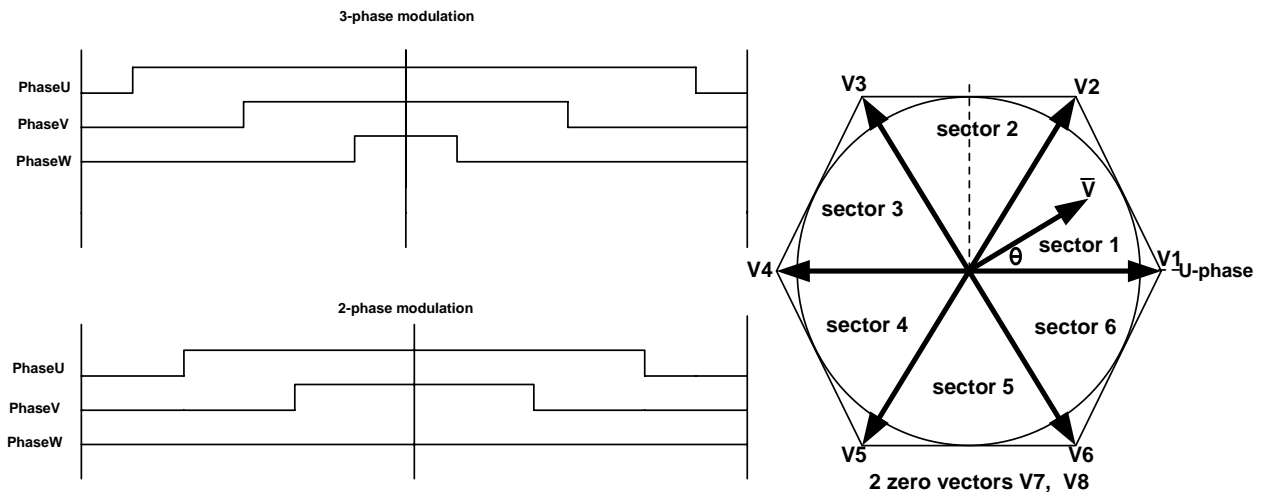 3-phase modulation
PhaseU
PhaseV
PhaseW
2-phase modulation
PhaseU
PhaseV
PhaseW
V3
V2
sector 2
V̅
sector 3
sector 1
θ
V4
V1
U-phase
sector 4
sector 6
sector 5
V5
V6
2 zero vectors V7, V8